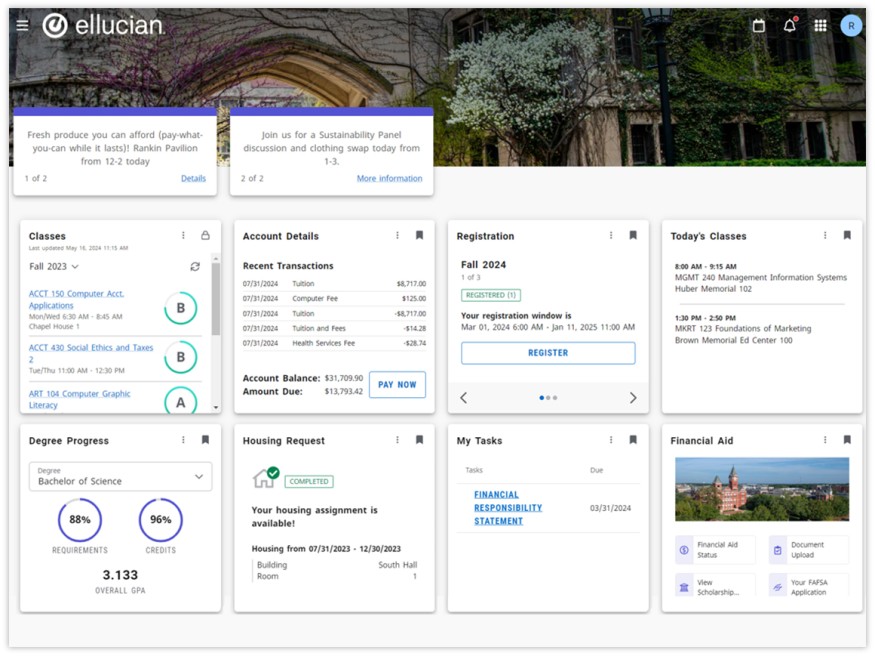 ellucian
R
Fresh produce you can afford (pay-what-
you-can while it lasts)! Rankin Pavilion
from 12-2 today
1 of 2 Details
Join us for a Sustainability Panel
discussion and clothing swap today from
1-3.
2 of 2 More information
Classes
Last updated May 16, 2024 11:15 AM
Fall 2023
ACCT 150 Computer Acct.
Applications
Mon/Wed 6:30 AM - 8:45 AM
Chapel House 1
B
ACCT 430 Social Ethics and Taxes
2
Tue/Thu 11:00 AM - 12:30 PM
B
ART 104 Computer Graphic
Literacy
A
Account Details
Recent Transactions
07/31/2024 Tuition $8,717.00
07/31/2024 Computer Fee $125.00
07/31/2024 Tuition -$8,717.00
07/31/2024 Tuition and Fees -$14.28
07/31/2024 Health Services Fee -$28.74
Account Balance: $31,709.90
Amount Due: $13,793.42
PAY NOW
Registration
Fall 2024
1 of 3
REGISTERED (1)
Your registration window is
Mar 01, 2024 6:00 AM - Jan 11, 2025 11:00 AM
REGISTER
Today's Classes
8:00 AM - 9:15 AM
MGMT 240 Management Information Systems
Huber Memorial 102
1:30 PM - 2:50 PM
MKRT 123 Foundations of Marketing
Brown Memorial Ed Center 100
Degree Progress
Degree
Bachelor of Science
88%
REQUIREMENTS
96%
CREDITS
3.133
OVERALL GPA
Housing Request
COMPLETED
Your housing assignment is
available!
Housing from 07/31/2023 - 12/30/2023
Building South Hall
Room 1
My Tasks
Tasks Due
FINANCIAL
RESPONSIBILITY
STATEMENT
03/31/2024
Financial Aid
Financial Aid
Status
Document
Upload
View
Scholarship...
Your FAFSA
Application